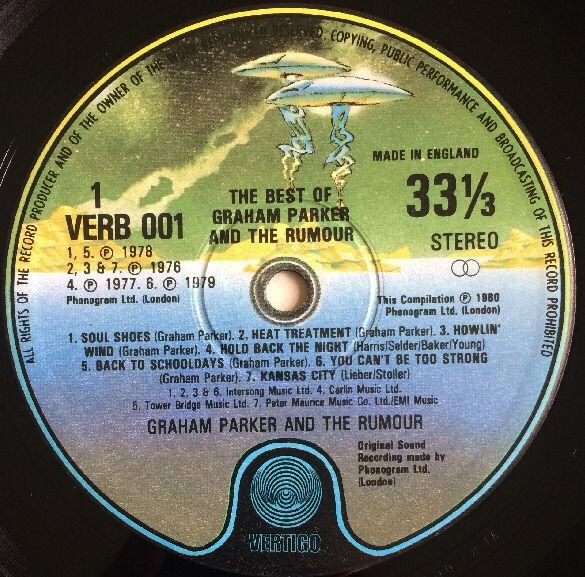 ALL RIGHTS OF THE RECORD PRODUCER AND OF THE OWNER OF THE RESERVED. COPYING, PUBLIC PERFORMANCE AND BROADCASTING OF THIS RECORD PROHIBITED
MADE IN ENGLAND
1
VERB 001
THE BEST OF
GRAHAM PARKER
AND THE RUMOUR
33⅓
STEREO
1, 5. ℗ 1978
2, 3 & 7. ℗ 1976
4. ℗ 1977. 6. ℗ 1979
Phonogram Ltd. (London)
This Compilation ℗ 1980
Phonogram Ltd. (London)
1. SOUL SHOES (Graham Parker). 2. HEAT TREATMENT (Graham Parker). 3. HOWLIN'
WIND (Graham Parker). 4. HOLD BACK THE NIGHT (Harris/Selder/Baker/Young)
5. BACK TO SCHOOLDAYS (Graham Parker). 6. YOU CAN'T BE TOO STRONG
(Graham Parker). 7. KANSAS CITY (Lieber/Stoller)
1, 2, 3 & 6. Intersong Music Ltd. 4. Carlin Music Ltd.
5. Tower Bridge Music Ltd. 7. Peter Maurice Music Co. Ltd./EMI Music
GRAHAM PARKER AND THE RUMOUR
Original Sound
Recording made by
Phonogram Ltd.
(London)
VERTIGO